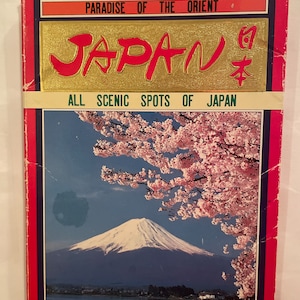 PARADISE OF THE ORIENT
JAPAN 日本
ALL SCENIC SPOTS OF JAPAN